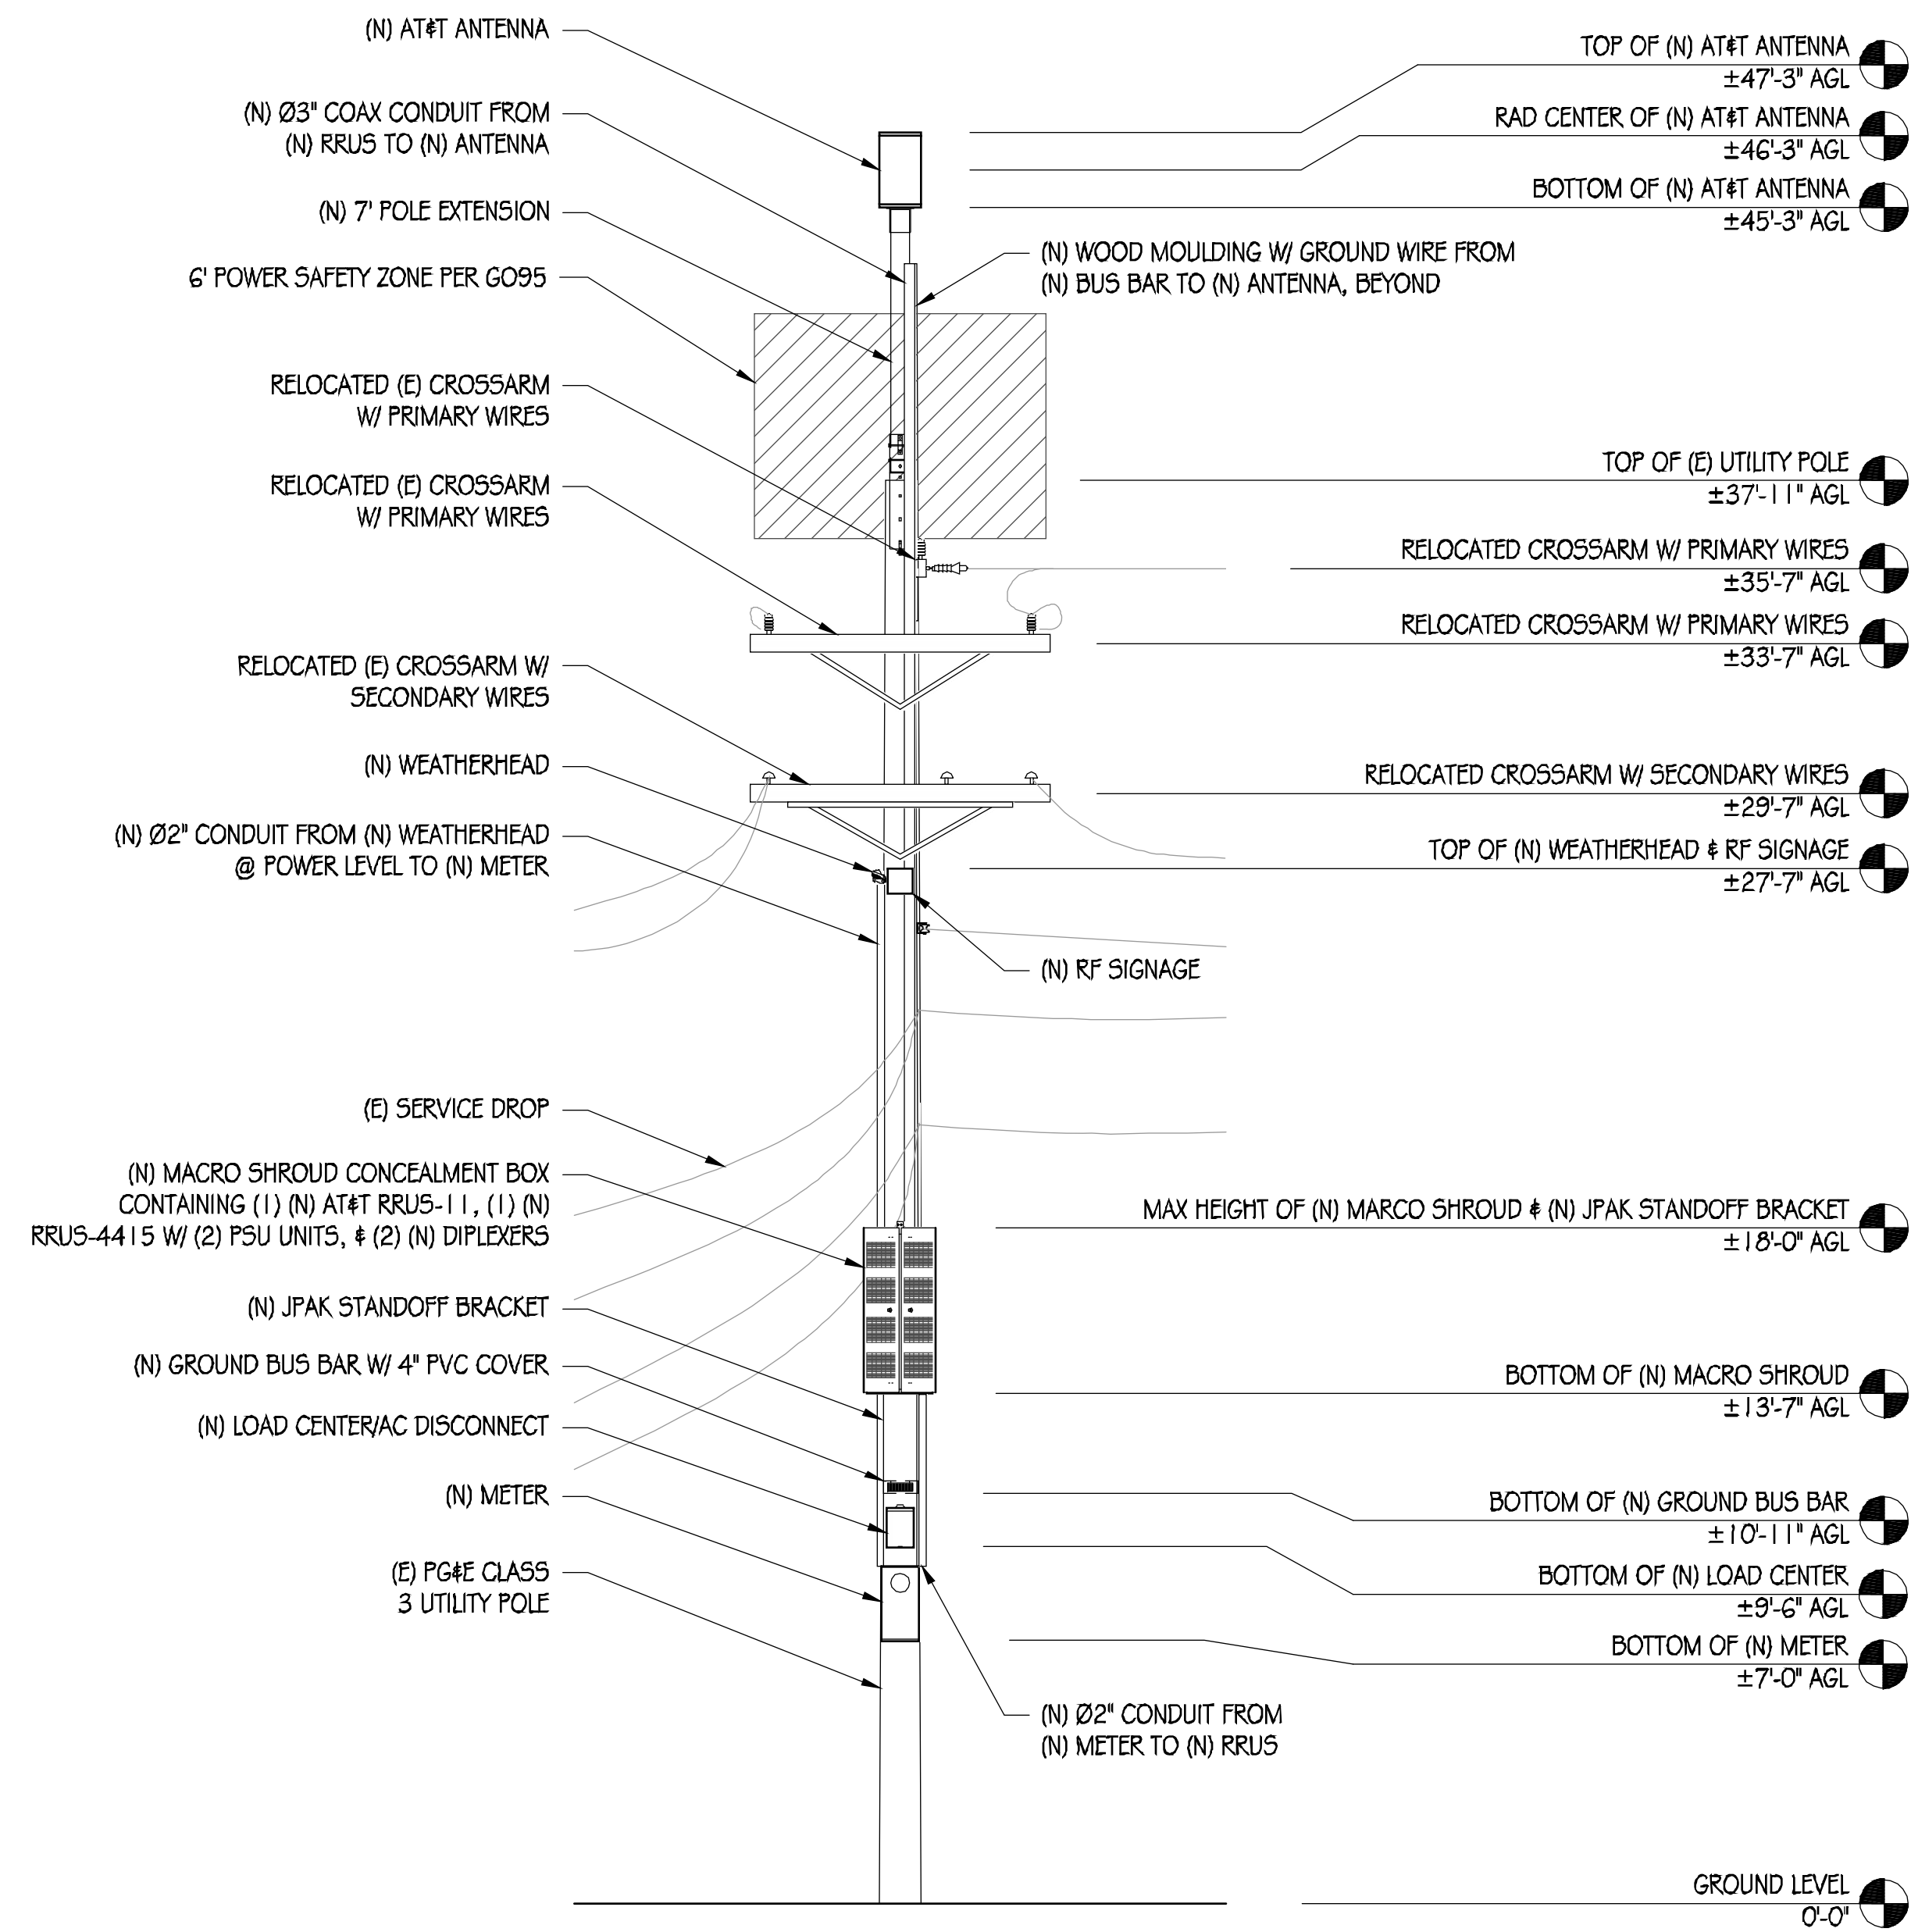 (N) AT&T ANTENNA
(N) Ø3" COAX CONDUIT FROM
(N) RRUS TO (N) ANTENNA
(N) 7' POLE EXTENSION
6' POWER SAFETY ZONE PER GO95
RELOCATED (E) CROSSARM
W/ PRIMARY WIRES
RELOCATED (E) CROSSARM
W/ PRIMARY WIRES
RELOCATED (E) CROSSARM W/
SECONDARY WIRES
(N) WEATHERHEAD
(N) Ø2" CONDUIT FROM (N) WEATHERHEAD
@ POWER LEVEL TO (N) METER
(E) SERVICE DROP
(N) MACRO SHROUD CONCEALMENT BOX
CONTAINING (1) (N) AT&T RRUS-11, (1) (N)
RRUS-4415 W/ (2) PSU UNITS, & (2) (N) DIPLEXERS
(N) JPAK STANDOFF BRACKET
(N) GROUND BUS BAR W/ 4" PVC COVER
(N) LOAD CENTER/AC DISCONNECT
(N) METER
(E) PG&E CLASS
3 UTILITY POLE
(N) WOOD MOULDING W/ GROUND WIRE FROM
(N) BUS BAR TO (N) ANTENNA, BEYOND
(N) RF SIGNAGE
(N) Ø2" CONDUIT FROM
(N) METER TO (N) RRUS
TOP OF (N) AT&T ANTENNA
±47'-3" AGL
RAD CENTER OF (N) AT&T ANTENNA
±46'-3" AGL
BOTTOM OF (N) AT&T ANTENNA
±45'-3" AGL
TOP OF (E) UTILITY POLE
±37'-11" AGL
RELOCATED CROSSARM W/ PRIMARY WIRES
±35'-7" AGL
RELOCATED CROSSARM W/ PRIMARY WIRES
±33'-7" AGL
RELOCATED CROSSARM W/ SECONDARY WIRES
±29'-7" AGL
TOP OF (N) WEATHERHEAD & RF SIGNAGE
±27'-7" AGL
MAX HEIGHT OF (N) MARCO SHROUD & (N) JPAK STANDOFF BRACKET
±18'-0" AGL
BOTTOM OF (N) MACRO SHROUD
±13'-7" AGL
BOTTOM OF (N) GROUND BUS BAR
±10'-11" AGL
BOTTOM OF (N) LOAD CENTER
±9'-6" AGL
BOTTOM OF (N) METER
±7'-0" AGL
GROUND LEVEL
0'-0"